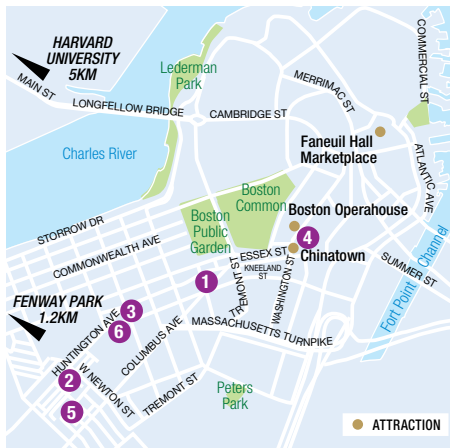 HARVARD
UNIVERSITY
5KM
MAIN ST
LONGFELLOW BRIDGE
Lederman
Park
CAMBRIDGE ST
MERRIMAC ST
COMMERCIAL ST
Faneuil Hall
Marketplace
ATLANTIC AVE
Charles River
Boston
Common
Boston
Public
Garden
Boston Operahouse
4
Chinatown
STORROW DR
COMMONWEALTH AVE
ESSEX ST
KNEELAND
ST
TREMONT ST
WASHINGTON ST
SUMMER ST
Fort Point Channel
1
FENWAY PARK
1.2KM
3
6
HUNTINGTON AVE
COLUMBUS AVE
MASSACHUSETTS TURNPIKE
2
W NEWTON ST
5
TREMONT ST
Peters
Park
ATTRACTION